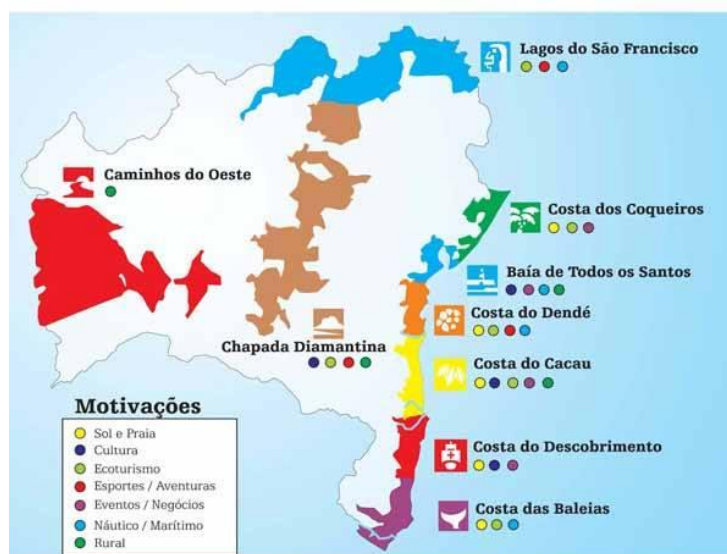 Lagos do São Francisco
Caminhos do Oeste
Costa dos Coqueiros
Baía de Todos os Santos
Costa do Dendé
Chapada Diamantina
Costa do Cacau
Motivações
Sol e Praia
Cultura
Ecoturismo
Esportes / Aventuras
Eventos / Negócios
Náutico / Marítimo
Rural
Costa do Descobrimento
Costa das Baleias